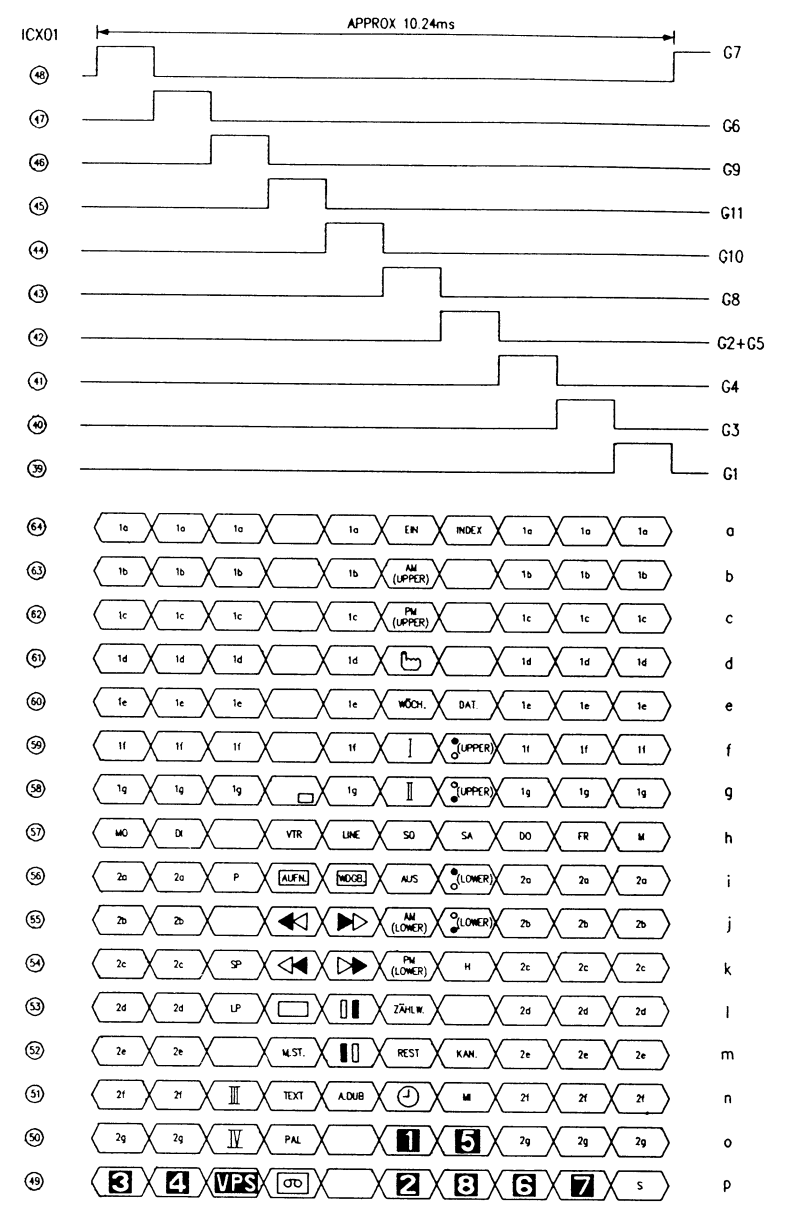 APPROX 10.24ms
ICX01
48 G7
47 G6
46 G9
45 G11
44 G10
43 G8
42 G2+G5
41 G4
40 G3
39 G1
64 1a 1a 1a 1a EIN INDEX 1a 1a 1a a
63 1b 1b 1b 1b AM (UPPER) 1b 1b 1b b
62 1c 1c 1c 1c PM (UPPER) 1c 1c 1c c
61 1d 1d 1d 1d 1d 1d 1d d
60 1e 1e 1e 1e WÖCH. DAT. 1e 1e 1e e
59 1f 1f 1f 1f I (UPPER) 1f 1f 1f f
58 1g 1g 1g 1g II (UPPER) 1g 1g 1g g
57 MO DI VTR LINE SO SA DO FR M h
56 2a 2a P AUFN. WDGB. AUS (LOWER) 2a 2a 2a i
55 2b 2b AM (LOWER) (LOWER) 2b 2b 2b j
54 2c 2c SP PM (LOWER) H 2c 2c 2c k
53 2d 2d LP ZÄHLW. 2d 2d 2d l
52 2e 2e M.ST. REST KAN. 2e 2e 2e m
51 2f 2f III TEXT A.DUB MI 2f 2f 2f n
50 2g 2g IV PAL 1 5 2g 2g 2g o
49 3 4 VPS 2 8 6 7 S p